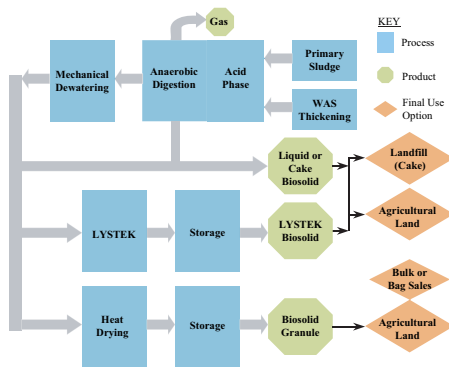 Gas
KEY
Process
Product
Final Use
Option
Mechanical
Dewatering
Anaerobic
Digestion
Acid
Phase
Primary
Sludge
WAS
Thickening
Liquid or
Cake
Biosolid
Landfill
(Cake)
LYSTEK
Storage
LYSTEK
Biosolid
Agricultural
Land
Bulk or
Bag Sales
Heat
Drying
Storage
Biosolid
Granule
Agricultural
Land